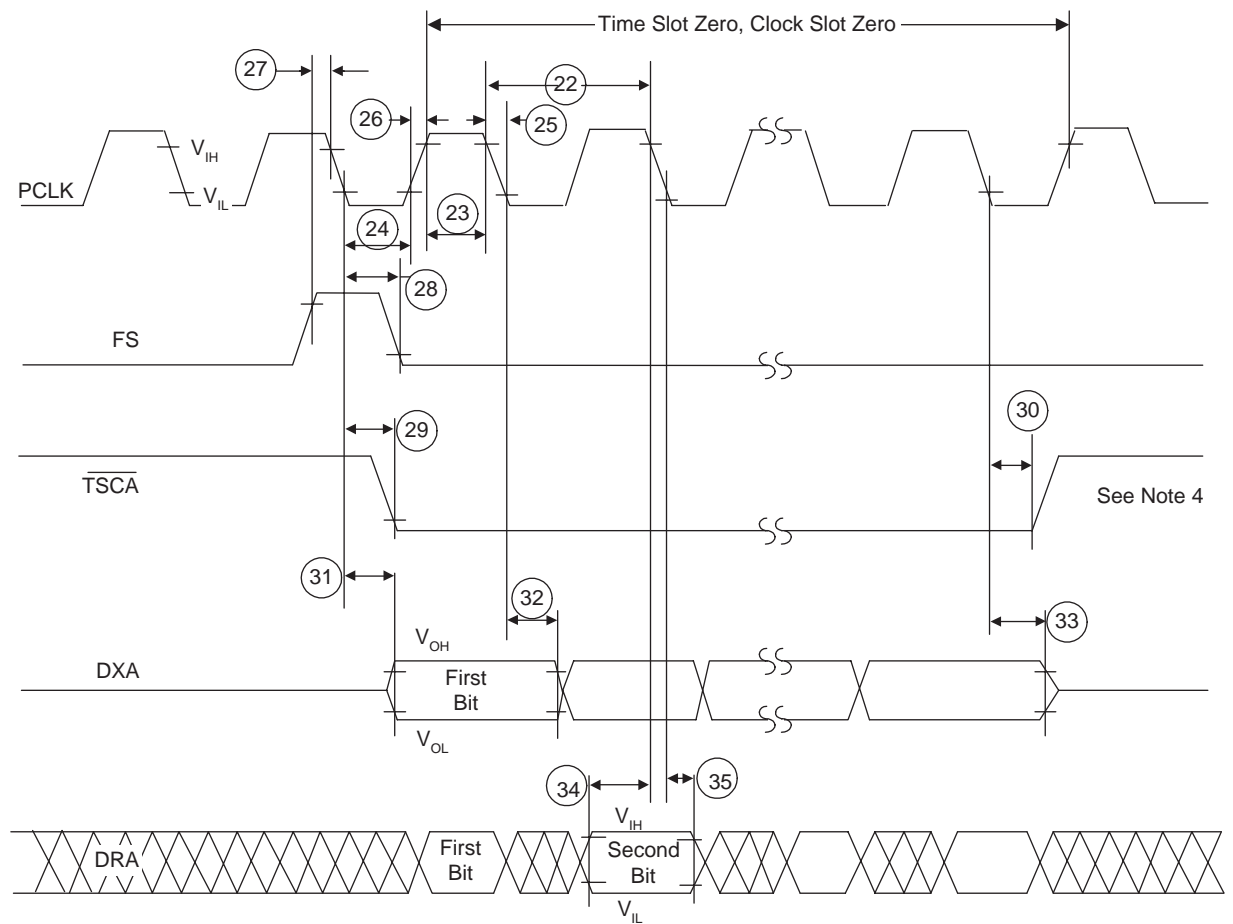 Time Slot Zero, Clock Slot Zero
27
22
26
25
V_IH
PCLK
V_IL
23
24
28
FS
30
29
T̅S̅C̅A̅
See Note 4
31
32
33
V_OH
DXA
First
Bit
V_OL
34
35
V_IH
DRA
First
Bit
Second
Bit
V_IL